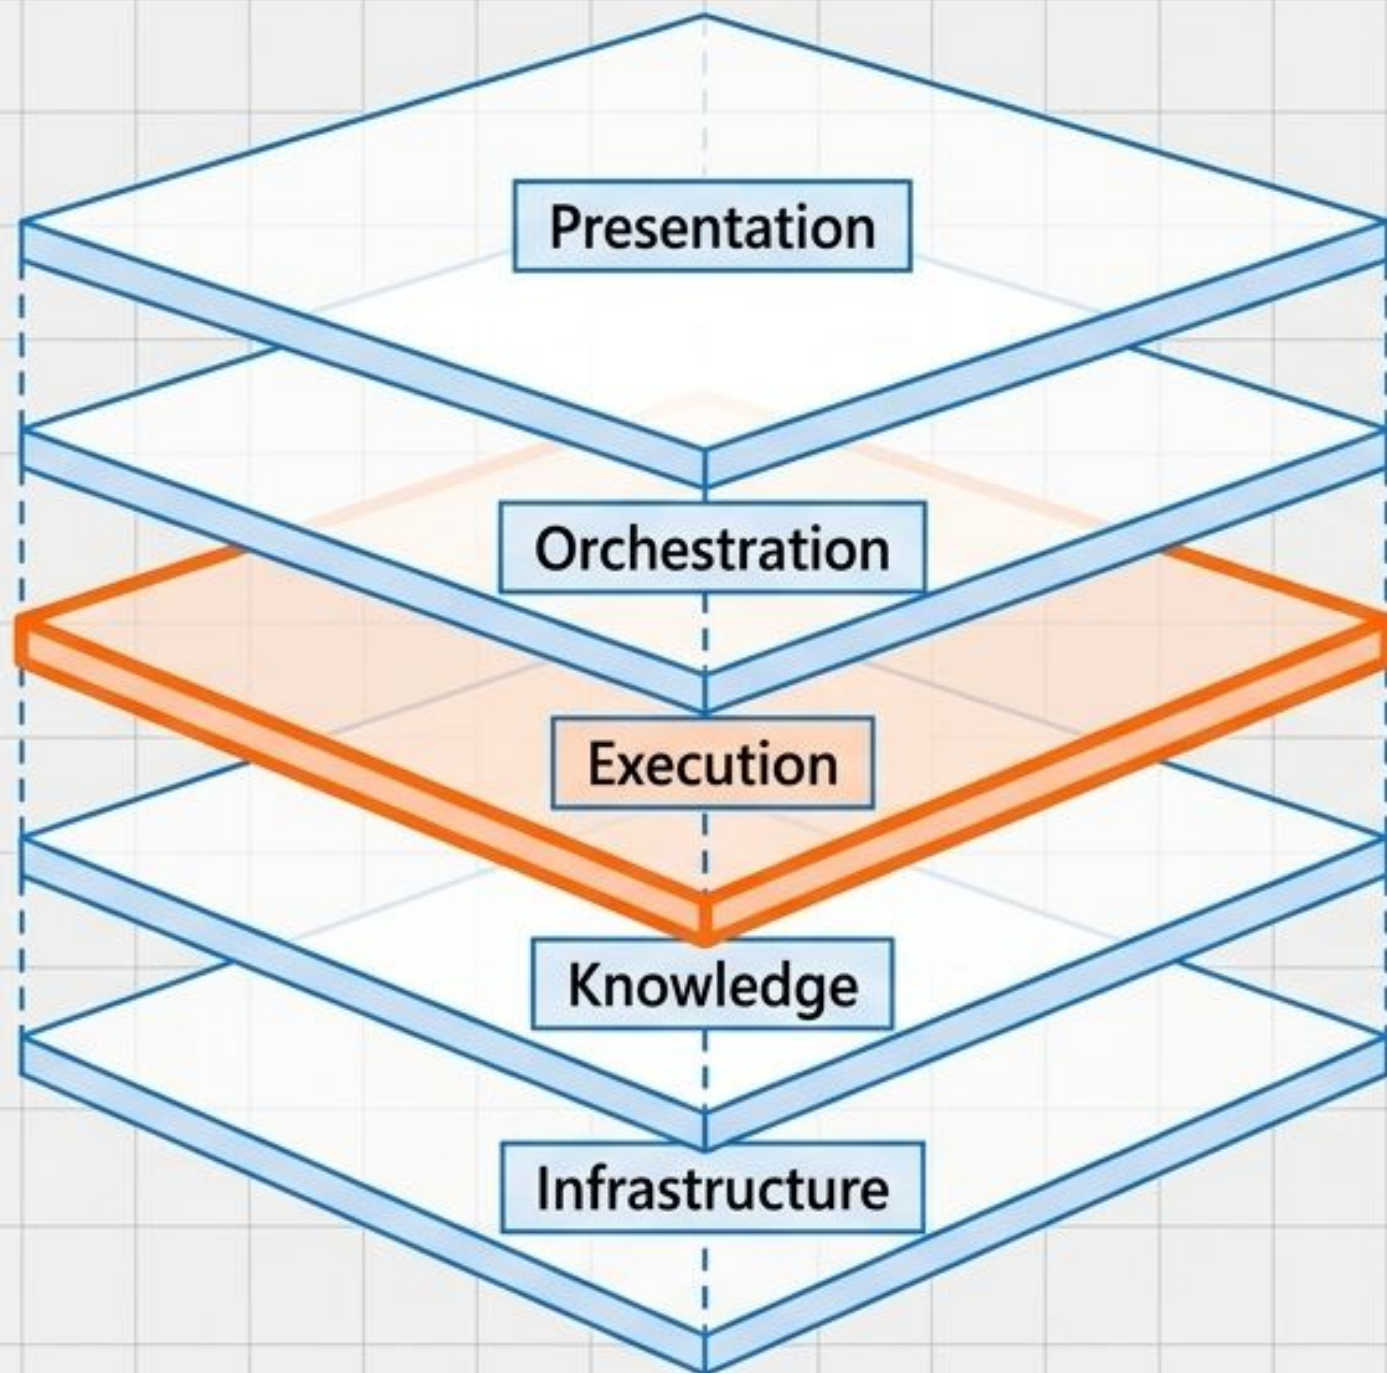 Presentation
Orchestration
Execution
Knowledge
Infrastructure